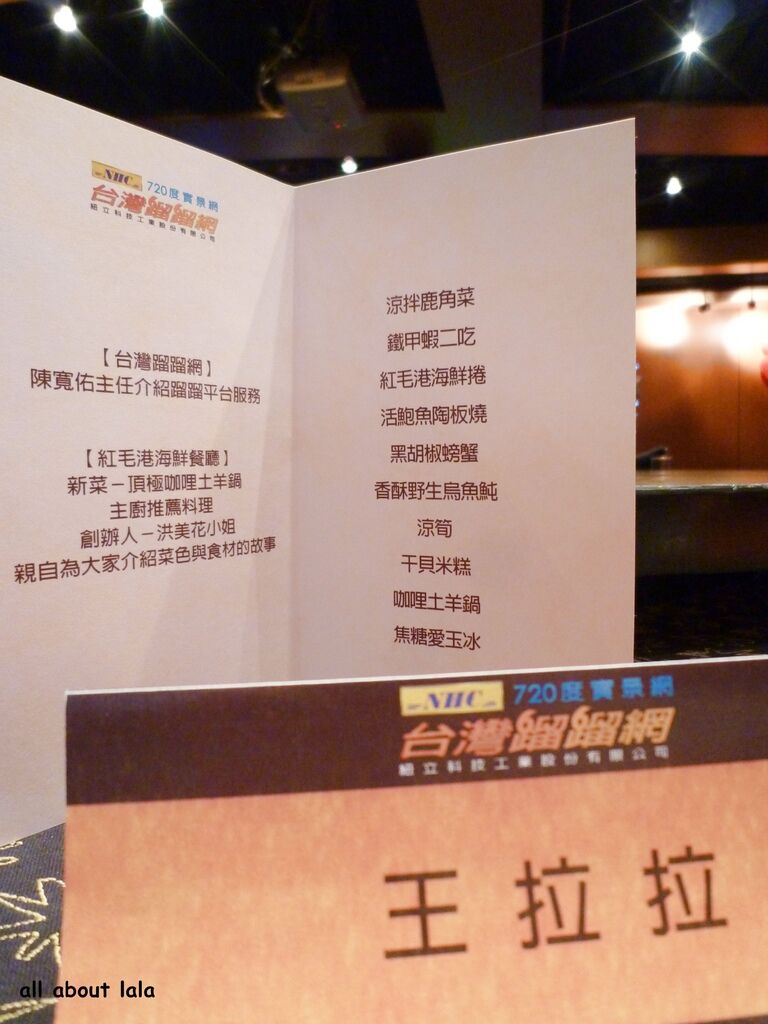 NHC 720度實景網
台灣蹓蹓網
紐立科技工業股份有限公司
【台灣蹓蹓網】
陳寬佑主任介紹蹓蹓平台服務
【紅毛港海鮮餐廳】
新菜－頂極咖哩土羊鍋
主廚推薦料理
創辦人－洪美花小姐
親自為大家介紹菜色與食材的故事
涼拌鹿角菜
鐵甲蝦二吃
紅毛港海鮮捲
活鮑魚陶板燒
黑胡椒螃蟹
香酥野生烏魚魨
涼筍
干貝米糕
咖哩土羊鍋
焦糖愛玉冰
NHC 720度實景網
台灣蹓蹓網
紐立科技工業股份有限公司
王拉拉
all about lala